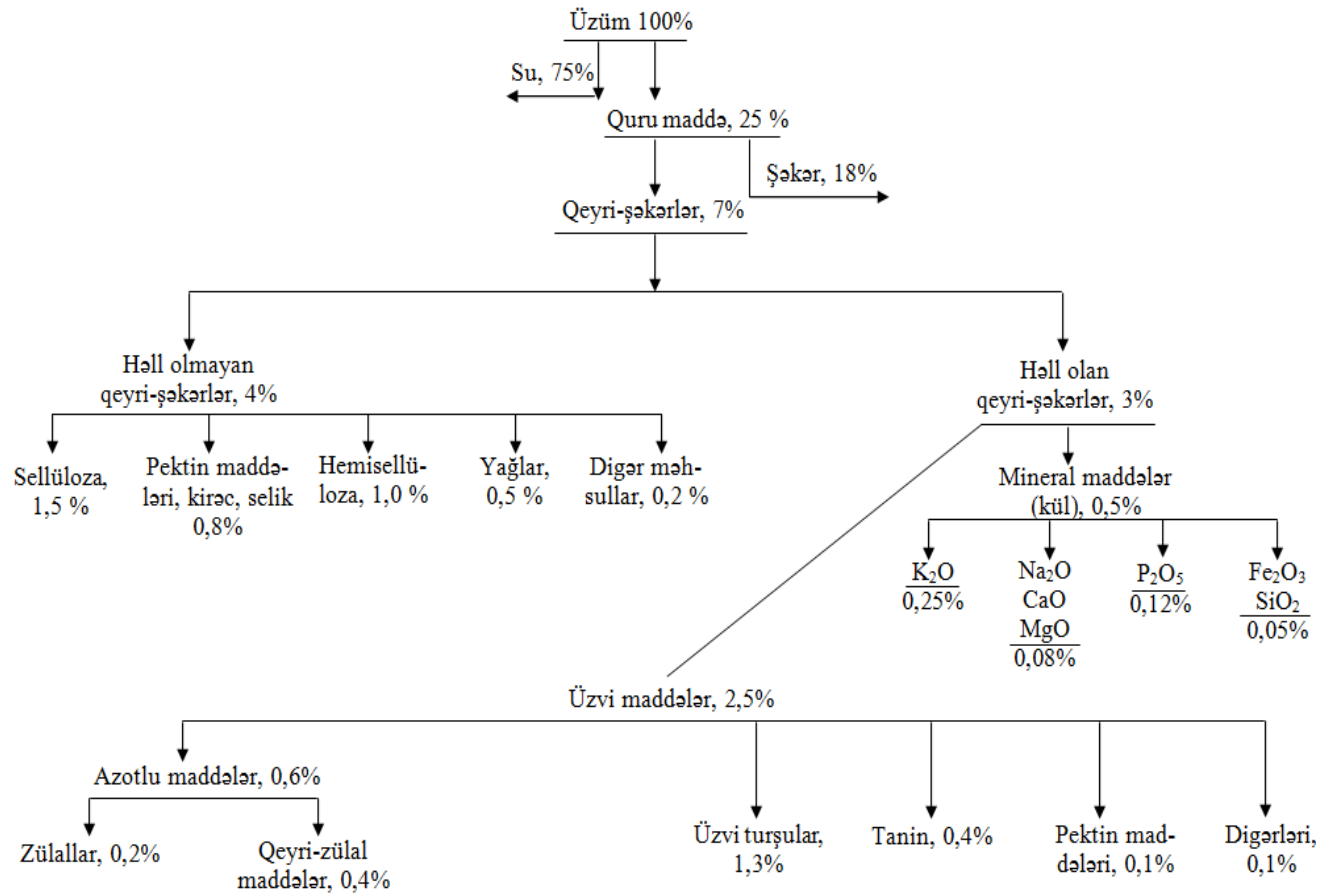 Üzüm 100%
Su, 75%
Quru maddə, 25 %
Şəkər, 18%
Qeyri-şəkərlər, 7%
Həll olmayan
qeyri-şəkərlər, 4%
Həll olan
qeyri-şəkərlər, 3%
Sellüloza,
1,5 %
Pektin maddə-
ləri, kirəc, selik
0,8%
Hemisellü-
loza, 1,0 %
Yağlar,
0,5 %
Digər məh-
sullar, 0,2 %
Mineral maddələr
(kül), 0,5%
K₂O
0,25%
Na₂O
CaO
MgO
0,08%
P₂O₅
0,12%
Fe₂O₃
SiO₂
0,05%
Üzvi maddələr, 2,5%
Azotlu maddələr, 0,6%
Zülallar, 0,2%
Qeyri-zülal
maddələr, 0,4%
Üzvi turşular,
1,3%
Tanin, 0,4%
Pektin mad-
dələri, 0,1%
Digərləri,
0,1%